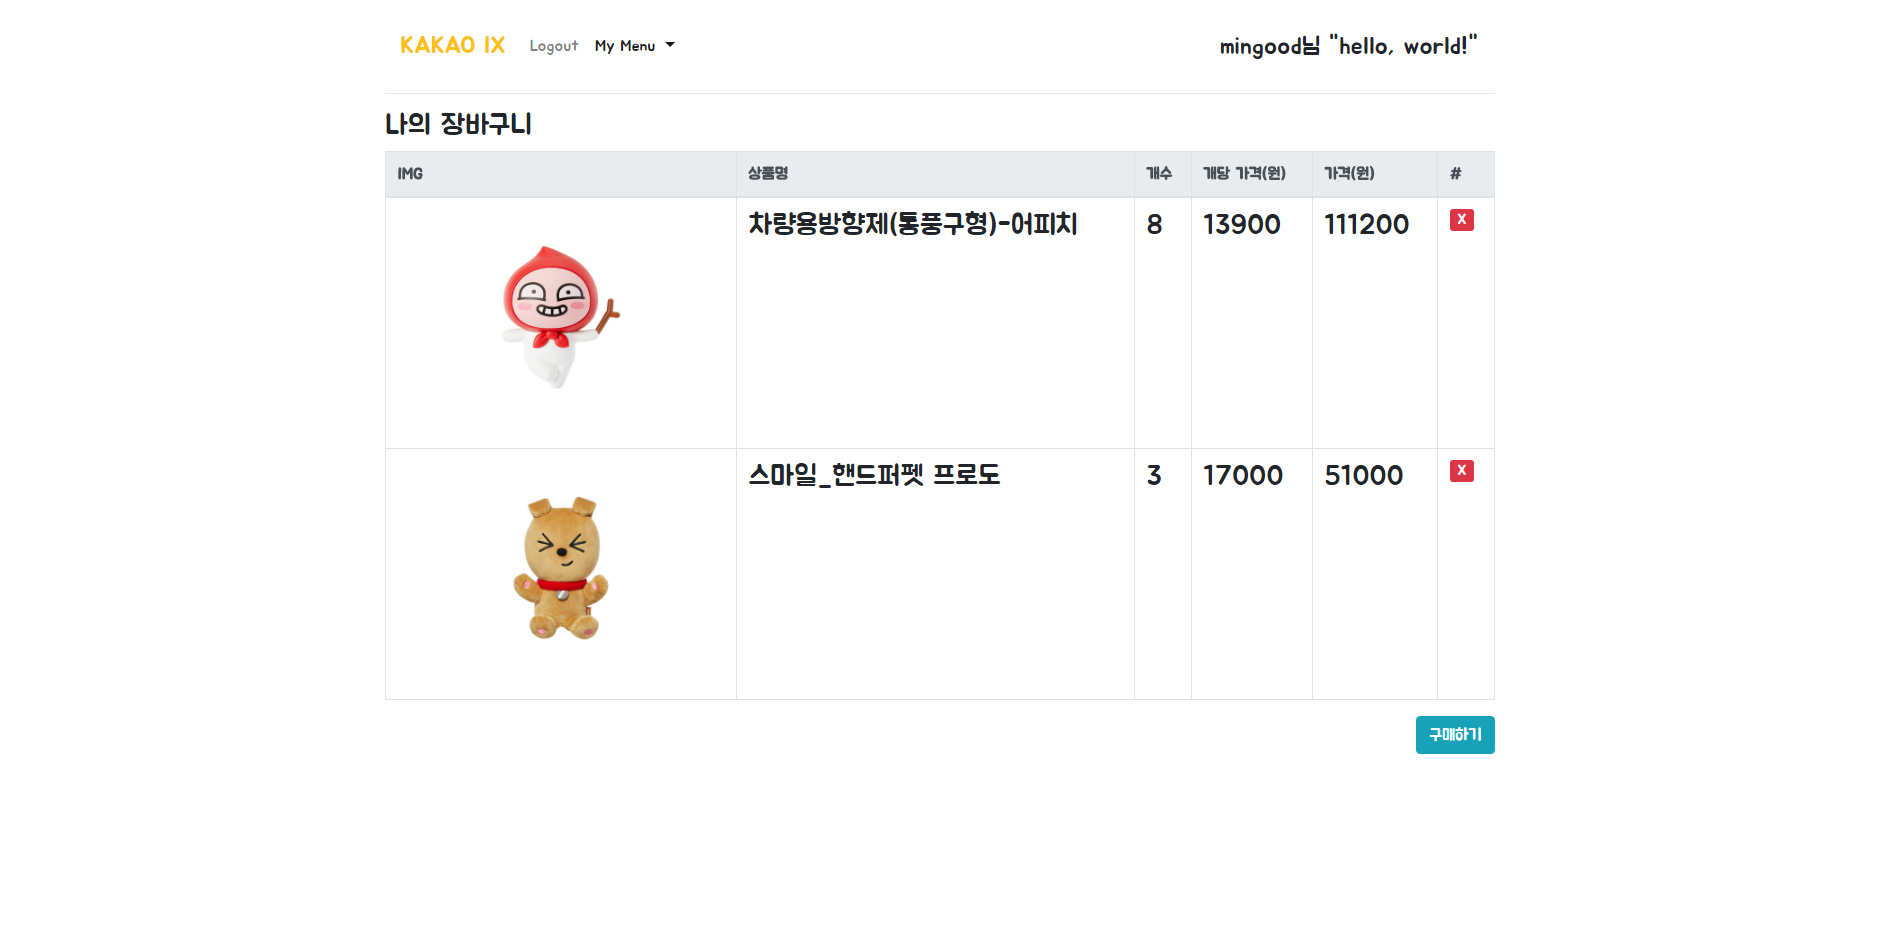 KAKAO IX Logout My Menu mingood님 "hello, world!"
나의 장바구니
IMG 상품명 개수 개당 가격(원) 가격(원) #
차량용방향제(통풍구형)-어피치 8 13900 111200 X
스마일_핸드퍼펫 프로도 3 17000 51000 X
구매하기